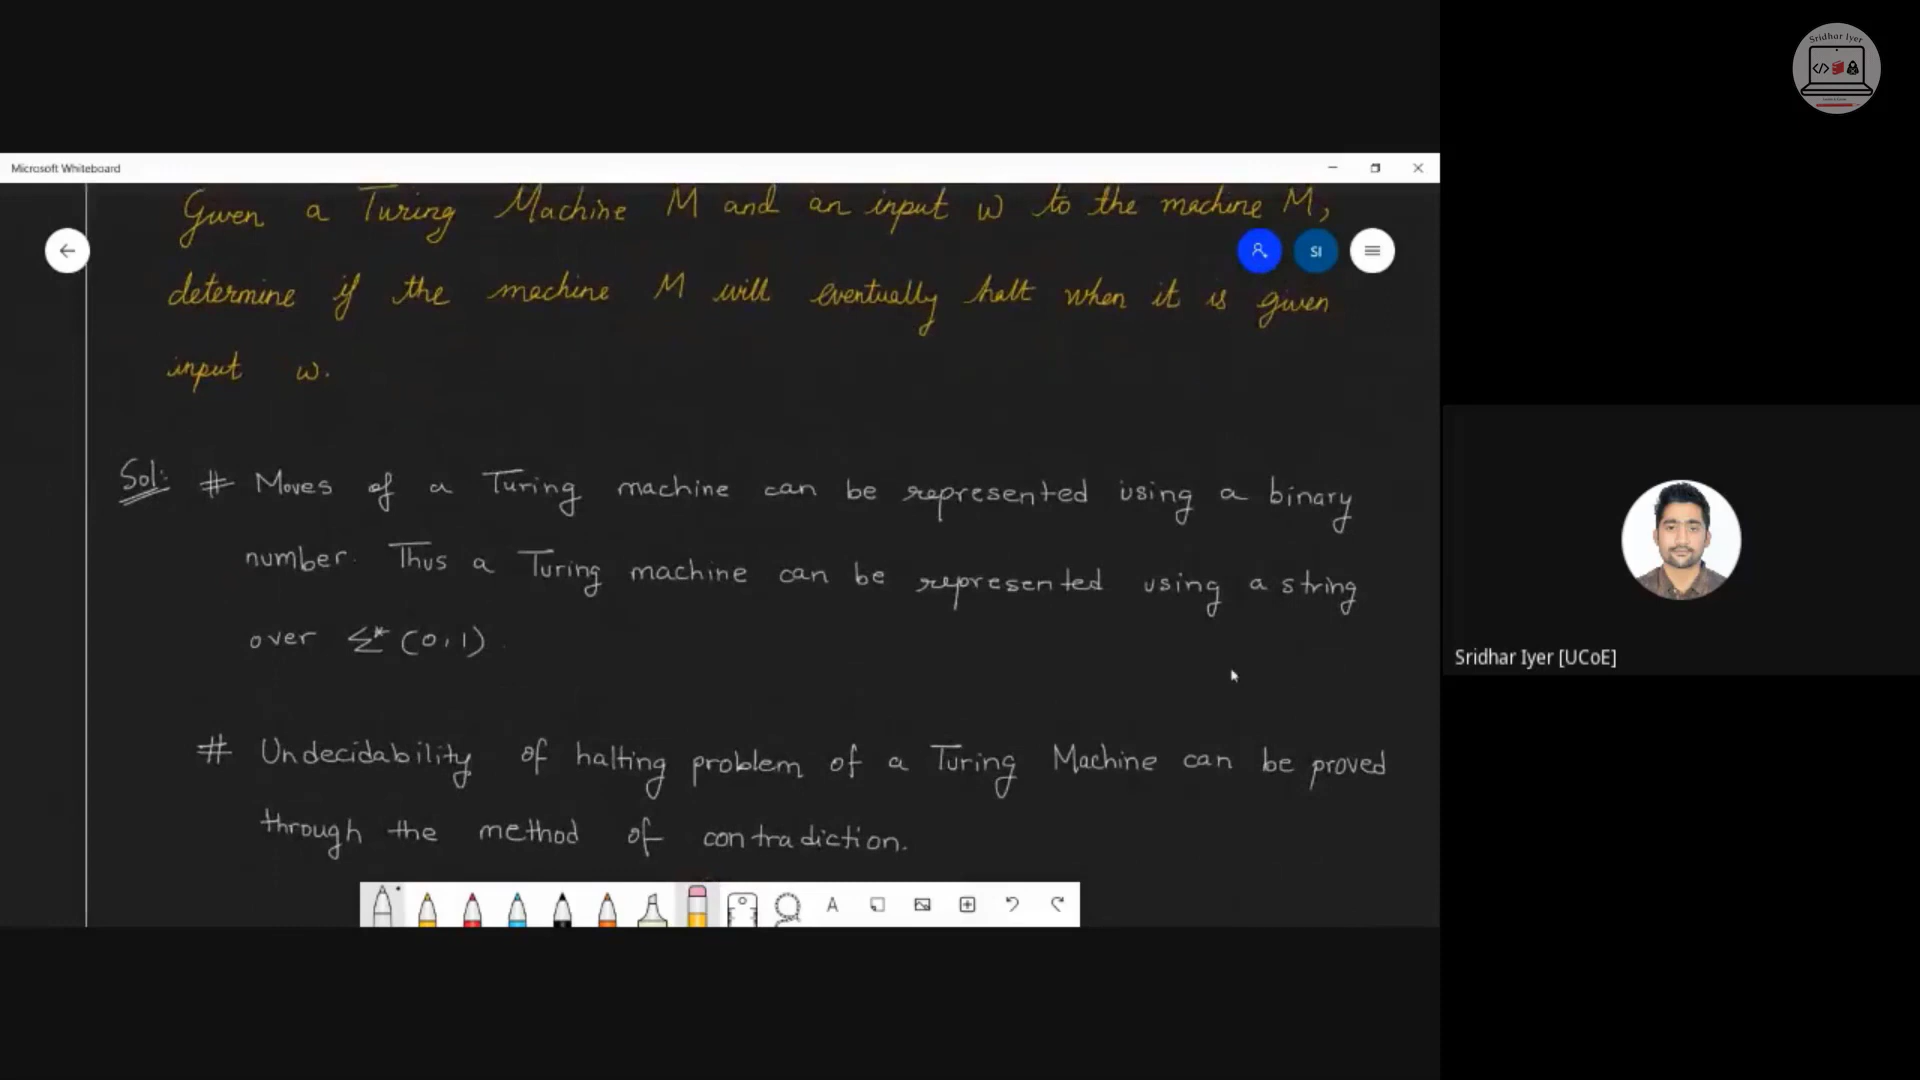 Sridhar Iyer
</>
Microsoft Whiteboard
Given a Turing Machine M and an input w to the machine M,
SI
determine if the machine M will eventually halt when it is given
input w.
Sol: # Moves of a Turing machine can be represented using a binary
number. Thus a Turing machine can be represented using a string
over Σ* (0,1).
Sridhar Iyer [UCoE]
# Undecidability of halting problem of a Turing Machine can be proved
through the method of contradiction.
A